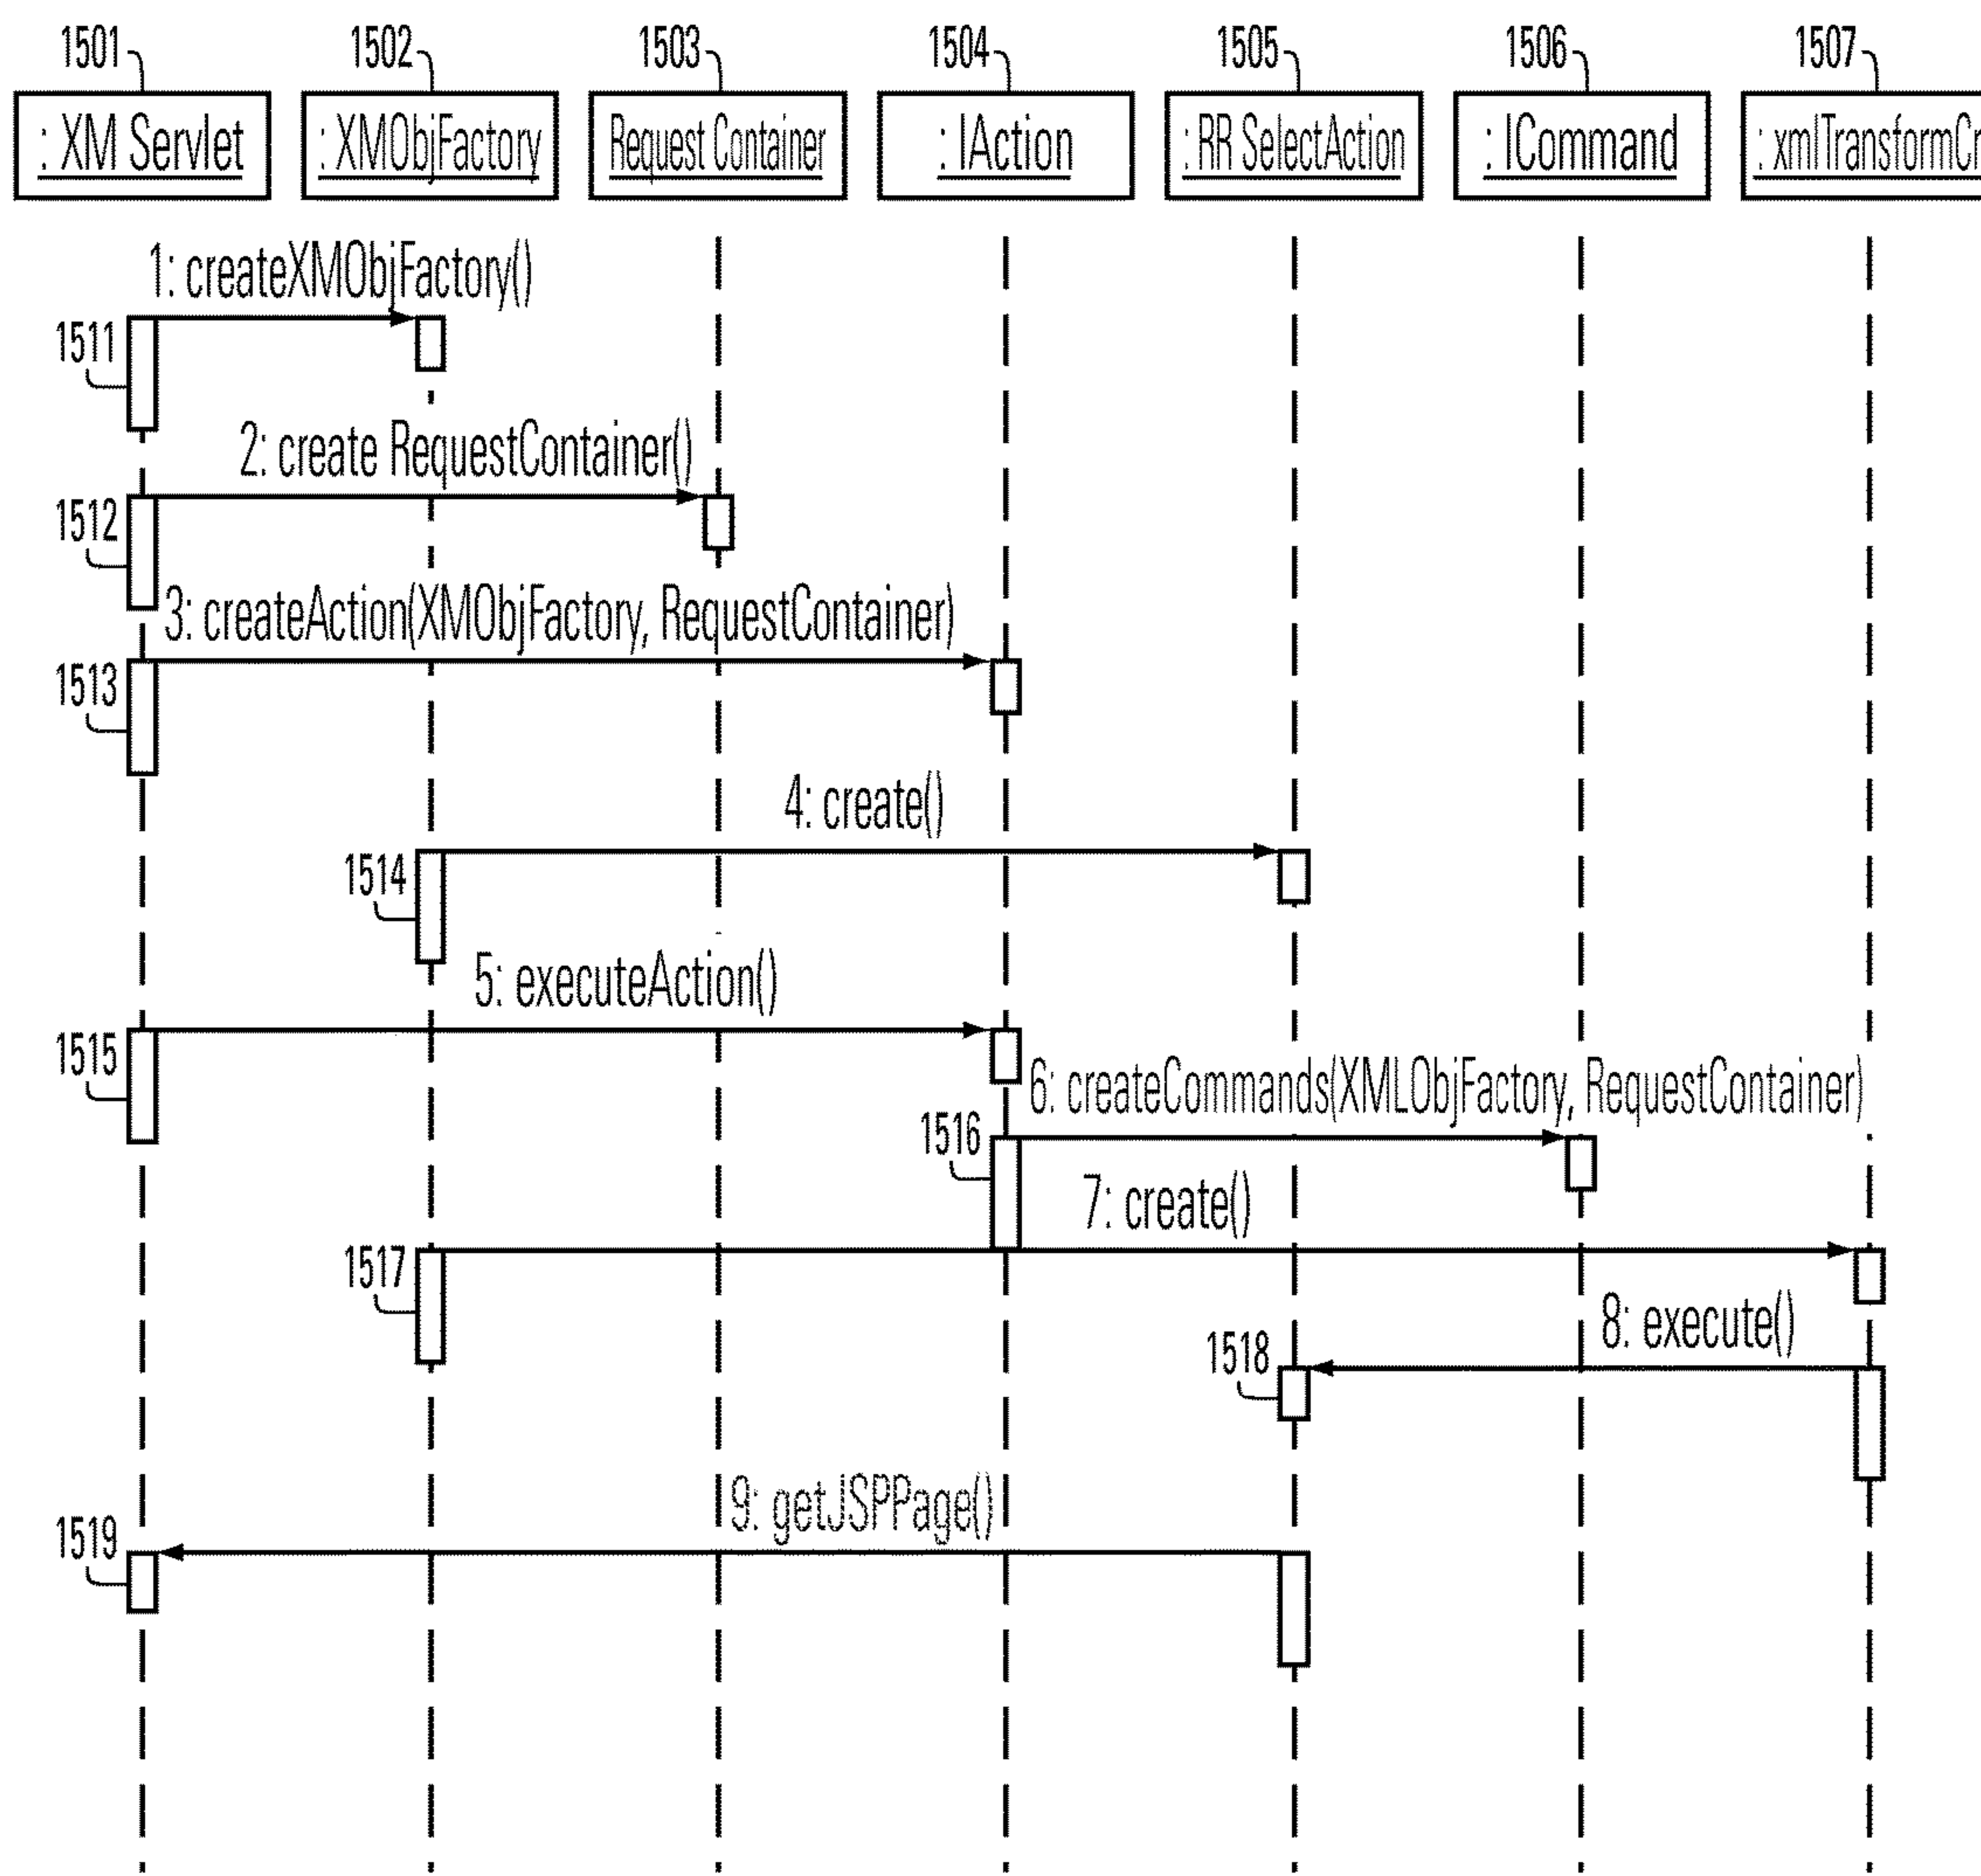 1501 1502 1503 1504 1505 1506 1507
: XM Servlet : XMObjFactory Request Container : IAction : RR SelectAction : ICommand
1: createXMObjFactory()
1511
2: create RequestContainer()
1512
3: createAction(XMObjFactory, RequestContainer)
1513
4: create()
1514
5: executeAction()
1515
6: createCommands(XMLObjFactory, RequestContainer)
1516
7: create()
1517
8: execute()
1518
9: getJSPPage()
1519